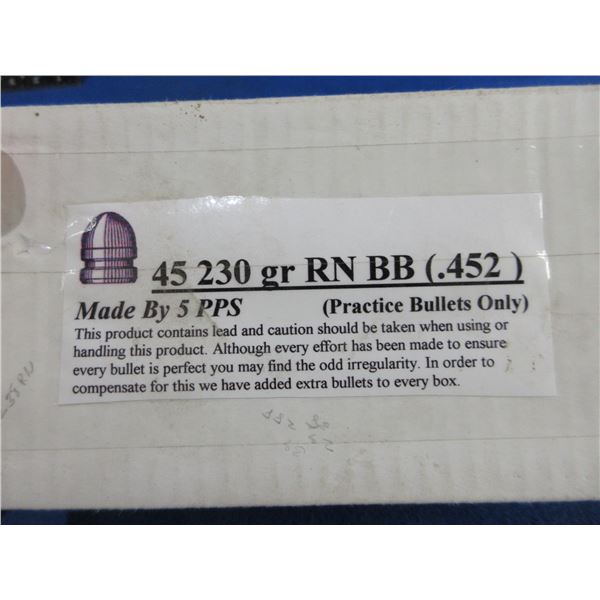 45 230 gr RN BB (.452 )
Made By 5 PPS (Practice Bullets Only)
This product contains lead and caution should be taken when using or
handling this product. Although every effort has been made to ensure
every bullet is perfect you may find the odd irregularity. In order to
compensate for this we have added extra bullets to every box.